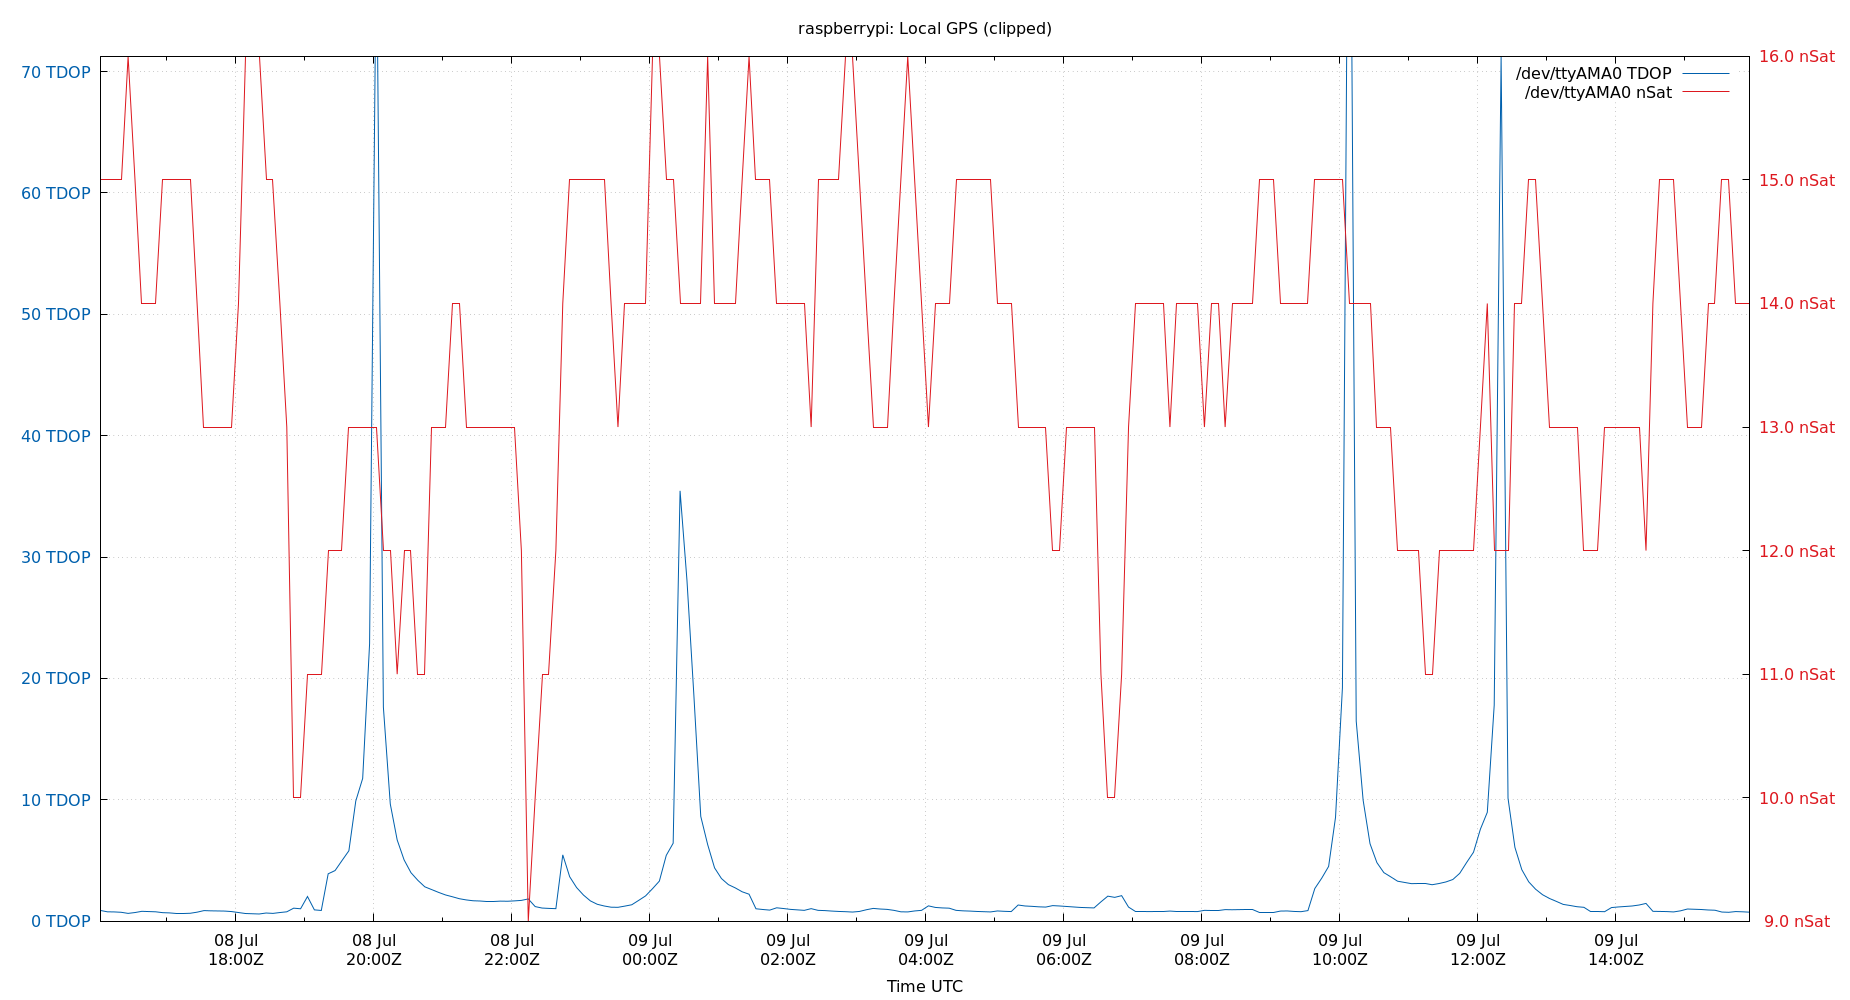 raspberrypi: Local GPS (clipped)
/dev/ttyAMA0 TDOP
/dev/ttyAMA0 nSat
70 TDOP
60 TDOP
50 TDOP
40 TDOP
30 TDOP
20 TDOP
10 TDOP
0 TDOP
16.0 nSat
15.0 nSat
14.0 nSat
13.0 nSat
12.0 nSat
11.0 nSat
10.0 nSat
9.0 nSat
08 Jul
18:00Z
08 Jul
20:00Z
08 Jul
22:00Z
09 Jul
00:00Z
09 Jul
02:00Z
09 Jul
04:00Z
09 Jul
06:00Z
09 Jul
08:00Z
09 Jul
10:00Z
09 Jul
12:00Z
09 Jul
14:00Z
Time UTC